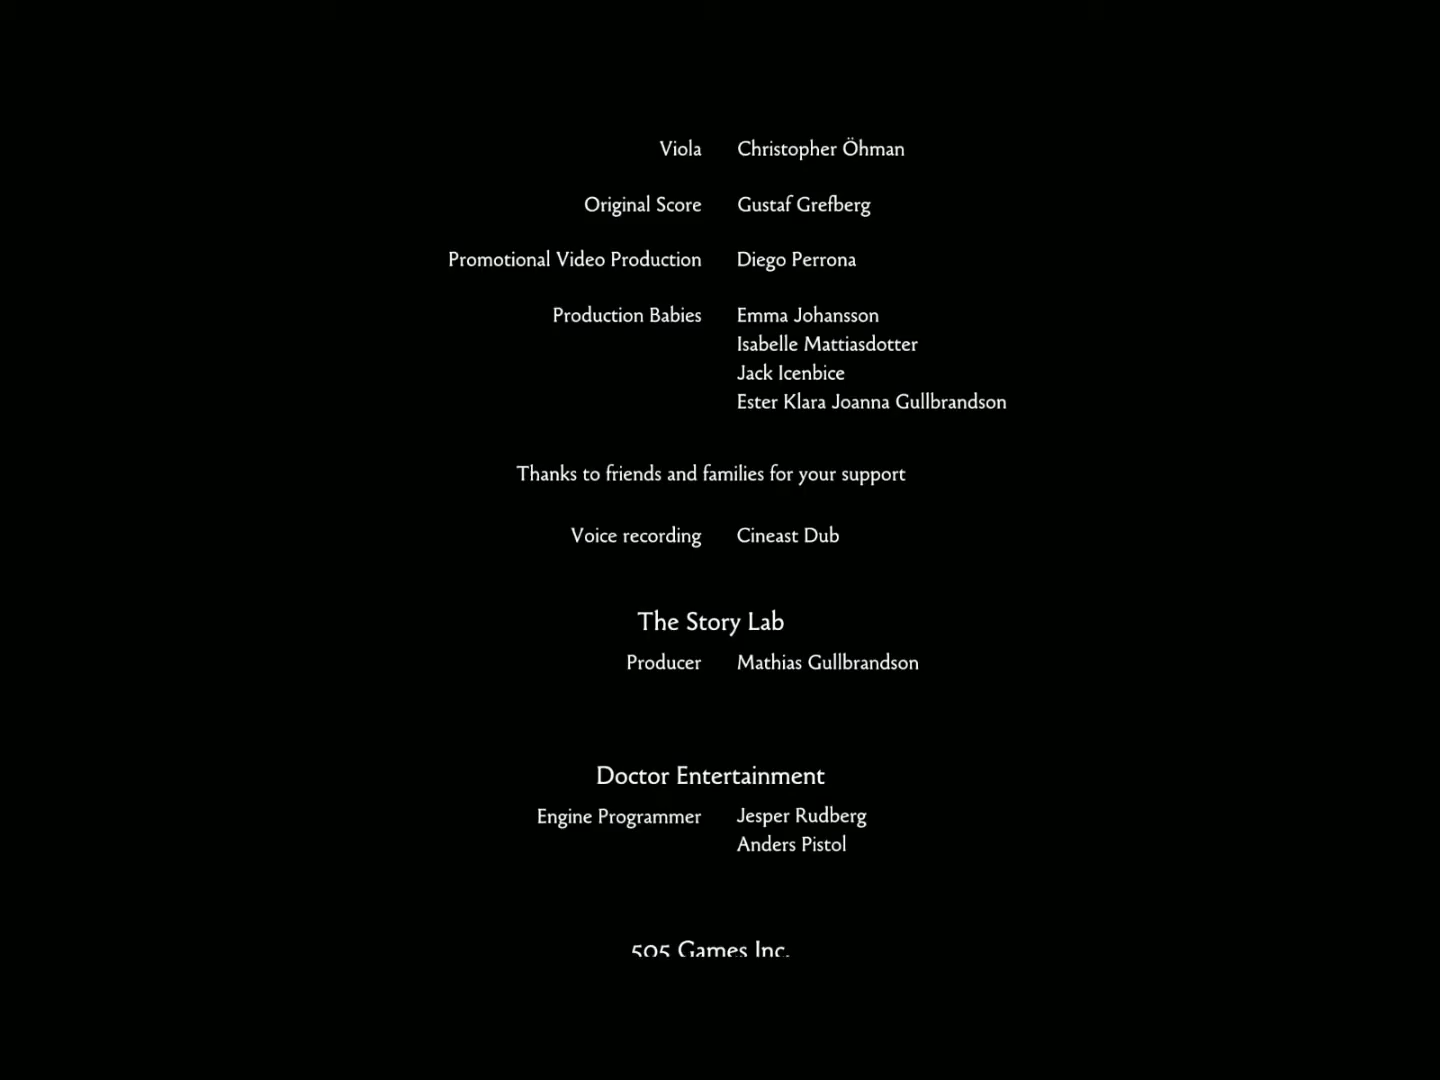 Viola Christopher Öhman
Original Score Gustaf Grefberg
Promotional Video Production Diego Perrona
Production Babies Emma Johansson
Isabelle Mattiasdotter
Jack Icenbice
Ester Klara Joanna Gullbrandson
Thanks to friends and families for your support
Voice recording Cineast Dub
The Story Lab
Producer Mathias Gullbrandson
Doctor Entertainment
Engine Programmer Jesper Rudberg
Anders Pistol
505 Games Inc.